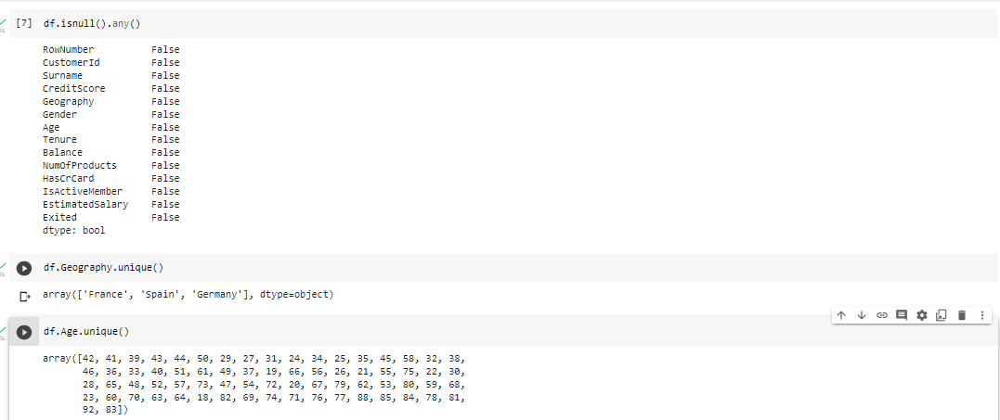 [7] df.isnull().any()
RowNumber False
CustomerId False
Surname False
CreditScore False
Geography False
Gender False
Age False
Tenure False
Balance False
NumOfProducts False
HasCrCard False
IsActiveMember False
EstimatedSalary False
Exited False
dtype: bool
df.Geography.unique()
array(['France', 'Spain', 'Germany'], dtype=object)
df.Age.unique()
array([42, 41, 39, 43, 44, 50, 29, 27, 31, 24, 34, 25, 35, 45, 58, 32, 38,
46, 36, 33, 40, 51, 61, 49, 37, 19, 66, 56, 26, 21, 55, 75, 22, 30,
28, 65, 48, 52, 57, 73, 47, 54, 72, 20, 67, 79, 62, 53, 80, 59, 68,
23, 60, 70, 63, 64, 18, 82, 69, 74, 71, 76, 77, 88, 85, 84, 78, 81,
92, 83])